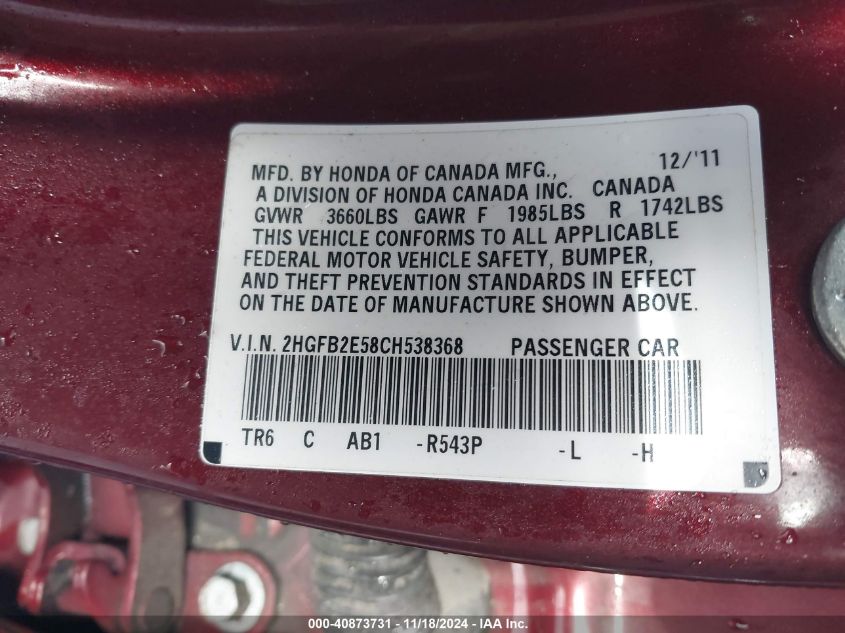 MFD. BY HONDA OF CANADA MFG., 12/'11
A DIVISION OF HONDA CANADA INC. CANADA
GVWR 3660LBS GAWR F 1985LBS R 1742LBS
THIS VEHICLE CONFORMS TO ALL APPLICABLE
FEDERAL MOTOR VEHICLE SAFETY, BUMPER,
AND THEFT PREVENTION STANDARDS IN EFFECT
ON THE DATE OF MANUFACTURE SHOWN ABOVE.
V.I.N. 2HGFB2E58CH538368 PASSENGER CAR
TR6 C AB1 -R543P -L -H
000-40873731 - 11/18/2024 - IAA Inc.